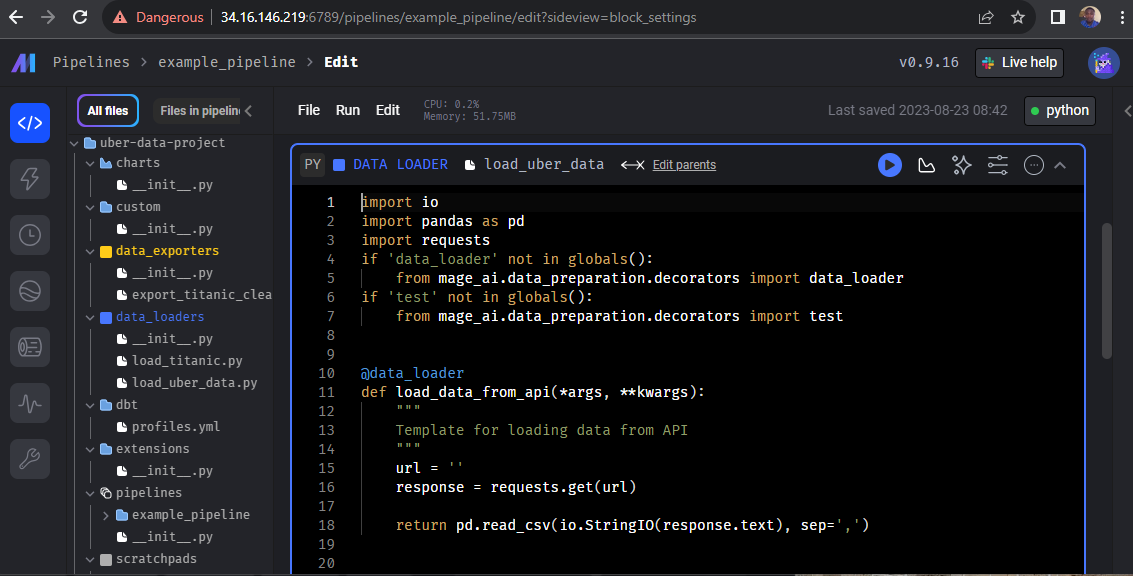 Dangerous 34.16.146.219:6789/pipelines/example_pipeline/edit?sideview=block_settings
Pipelines > example_pipeline > Edit
v0.9.16
Live help
All files
Files in pipelin
File Run Edit
CPU: 0.2%
Memory: 51.75MB
Last saved 2023-08-23 08:42
python
uber-data-project
charts
__init__.py
custom
__init__.py
data_exporters
__init__.py
export_titanic_clea
data_loaders
__init__.py
load_titanic.py
load_uber_data.py
dbt
profiles.yml
extensions
__init__.py
pipelines
example_pipeline
__init__.py
scratchpads
PY DATA LOADER load_uber_data Edit parents
1 import io
2 import pandas as pd
3 import requests
4 if 'data_loader' not in globals():
5     from mage_ai.data_preparation.decorators import data_loader
6 if 'test' not in globals():
7     from mage_ai.data_preparation.decorators import test
8
9
10 @data_loader
11 def load_data_from_api(*args, **kwargs):
12     """
13     Template for loading data from API
14     """
15     url = ''
16     response = requests.get(url)
17
18     return pd.read_csv(io.StringIO(response.text), sep=',')
19
20